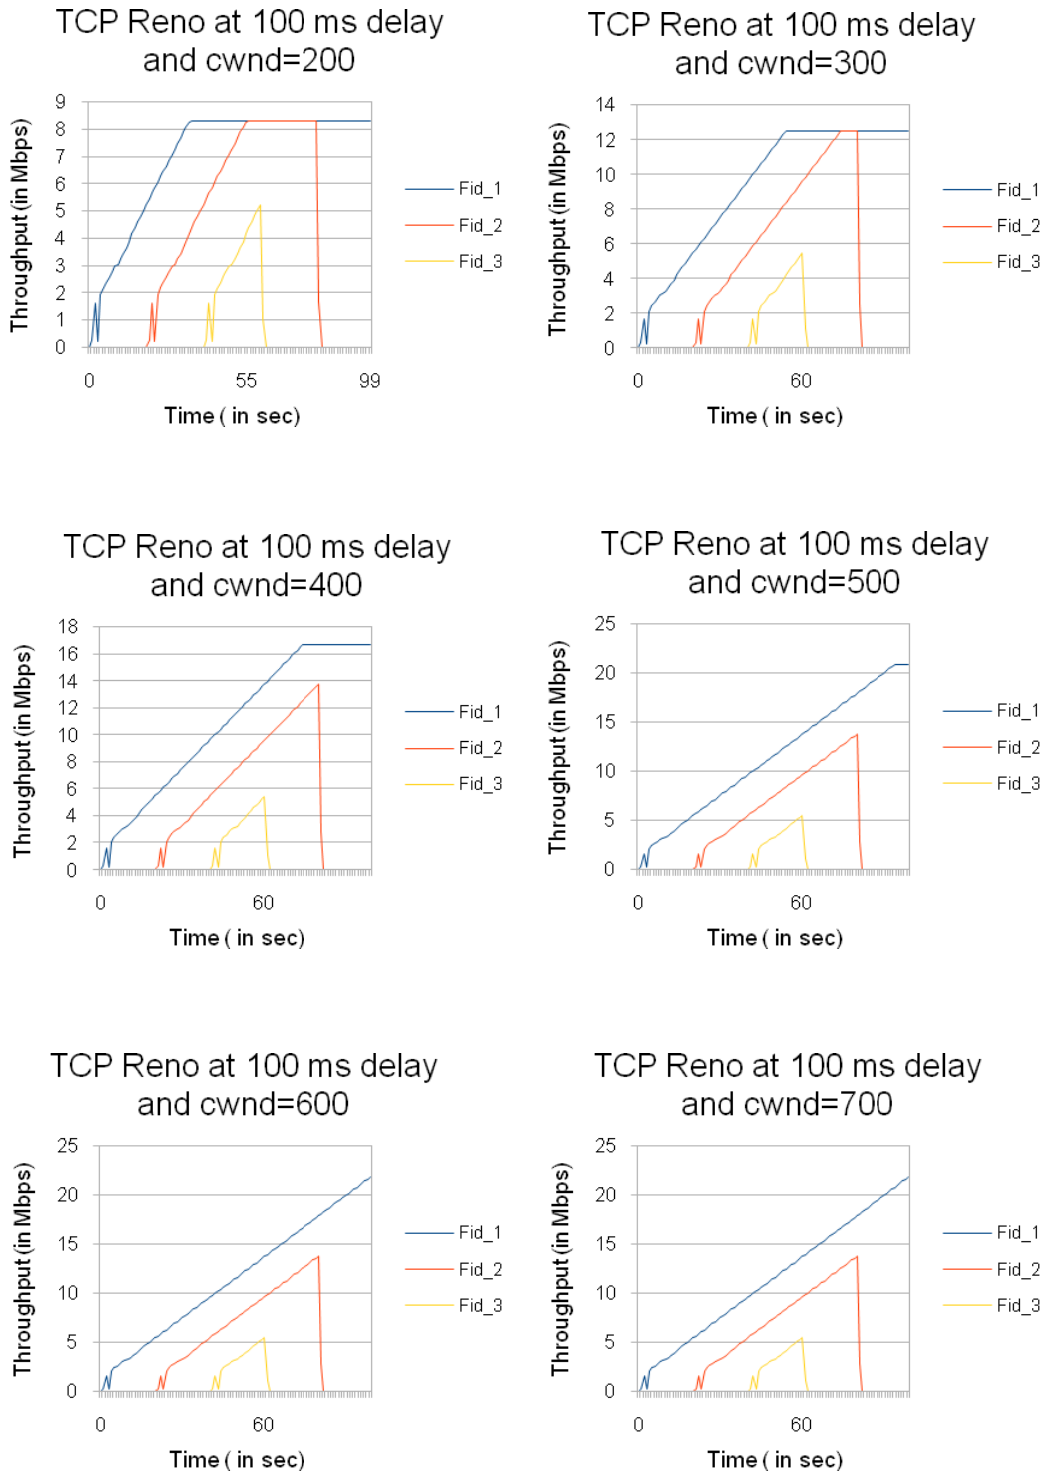 TCP Reno at 100 ms delay
and cwnd=200
Throughput (in Mbps)
9
8
7
6
5
4
3
2
1
0
0
55
99
Time ( in sec)
Fid_1
Fid_2
Fid_3
TCP Reno at 100 ms delay
and cwnd=300
Throughput (in Mbps)
14
12
10
8
6
4
2
0
0
60
Time ( in sec)
Fid_1
Fid_2
Fid_3
TCP Reno at 100 ms delay
and cwnd=400
Throughput (in Mbps)
18
16
14
12
10
8
6
4
2
0
0
60
Time ( in sec)
Fid_1
Fid_2
Fid_3
TCP Reno at 100 ms delay
and cwnd=500
Throughput (in Mbps)
25
20
15
10
5
0
0
60
Time ( in sec)
Fid_1
Fid_2
Fid_3
TCP Reno at 100 ms delay
and cwnd=600
Throughput (in Mbps)
25
20
15
10
5
0
0
60
Time ( in sec)
Fid_1
Fid_2
Fid_3
TCP Reno at 100 ms delay
and cwnd=700
Throughput (in Mbps)
25
20
15
10
5
0
0
60
Time ( in sec)
Fid_1
Fid_2
Fid_3